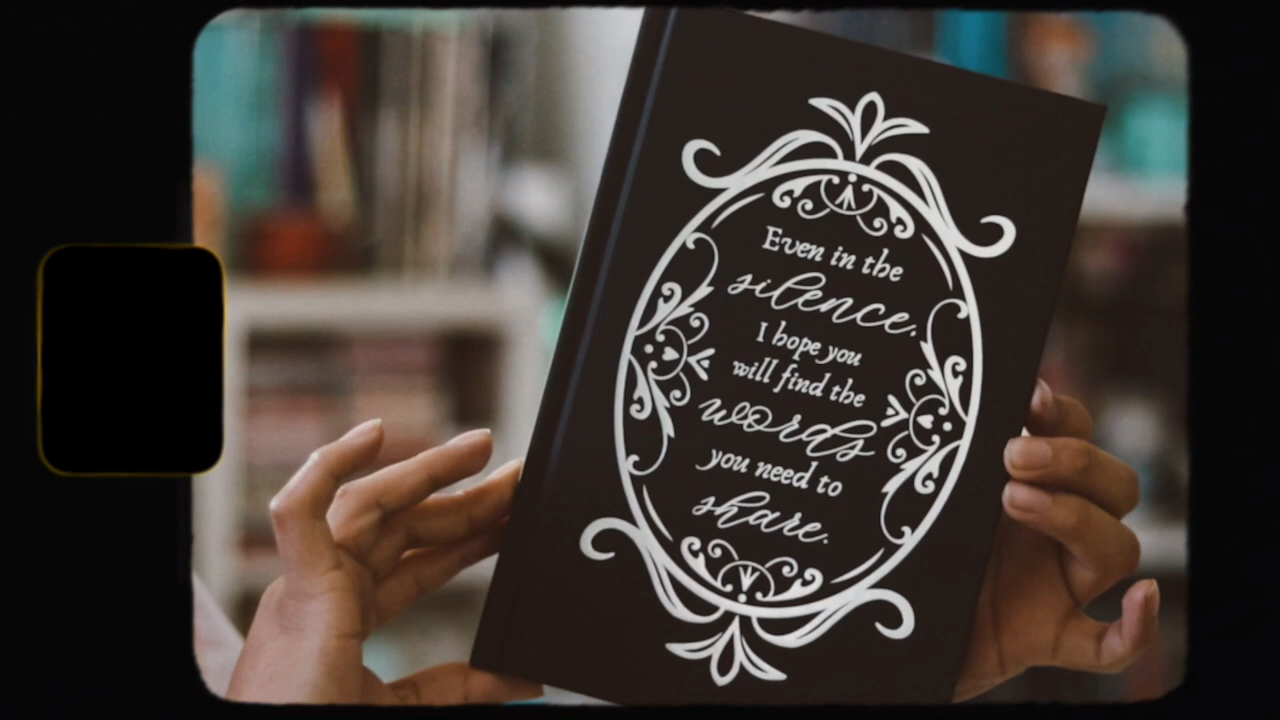 Even in the
silence.
I hope you
will find the
words
you need to
share.